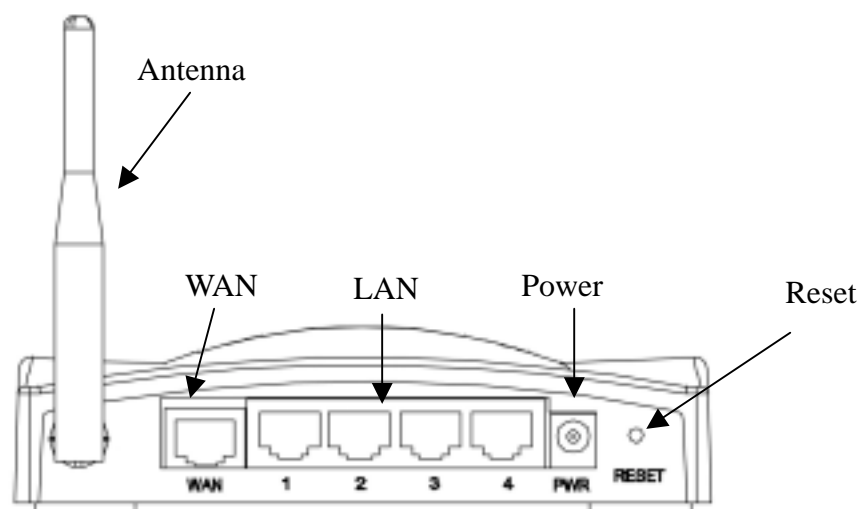 Antenna
WAN
LAN
Power
Reset
WAN 1 2 3 4 PWR RESET